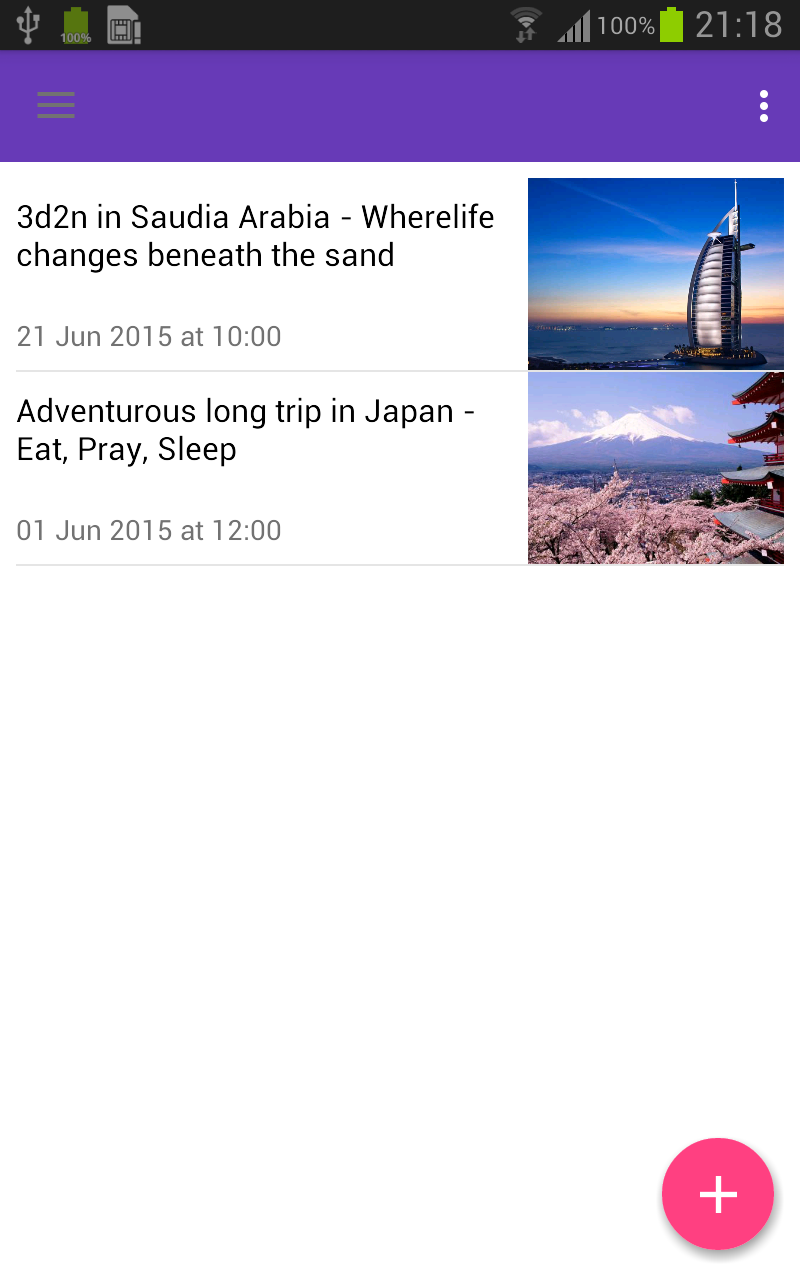 100%
100%
21:18
3d2n in Saudia Arabia - Wherelife
changes beneath the sand
21 Jun 2015 at 10:00
Adventurous long trip in Japan -
Eat, Pray, Sleep
01 Jun 2015 at 12:00